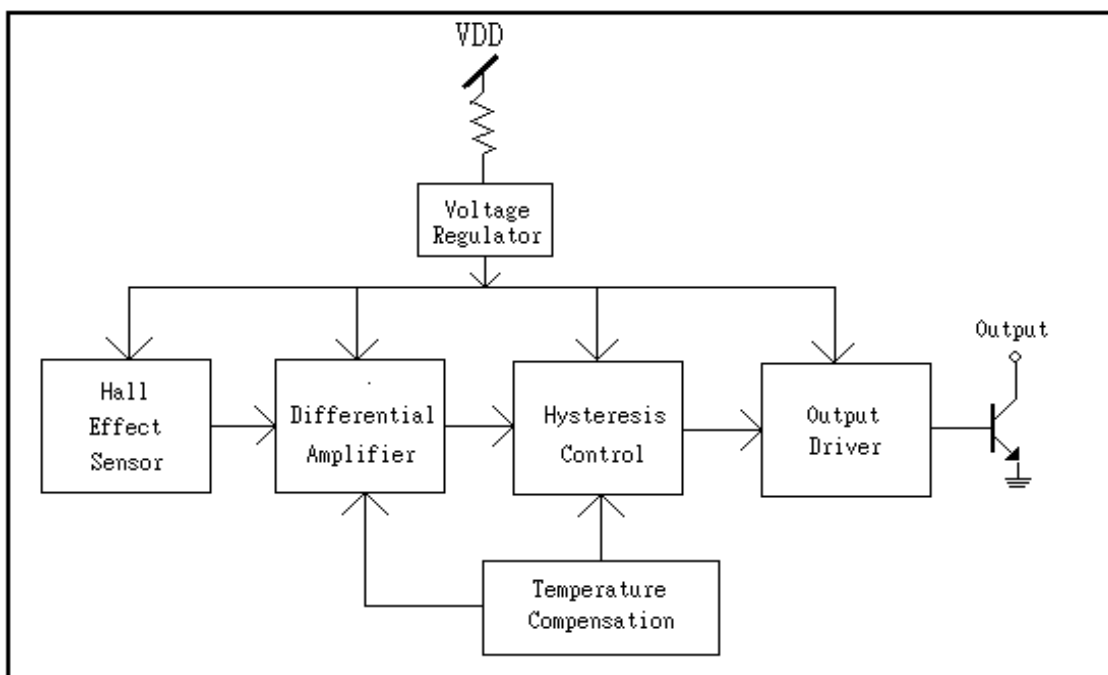 VDD
Voltage
Regulator
Output
Hall
Effect
Sensor
Differential
Amplifier
Hysteresis
Control
Output
Driver
Temperature
Compensation